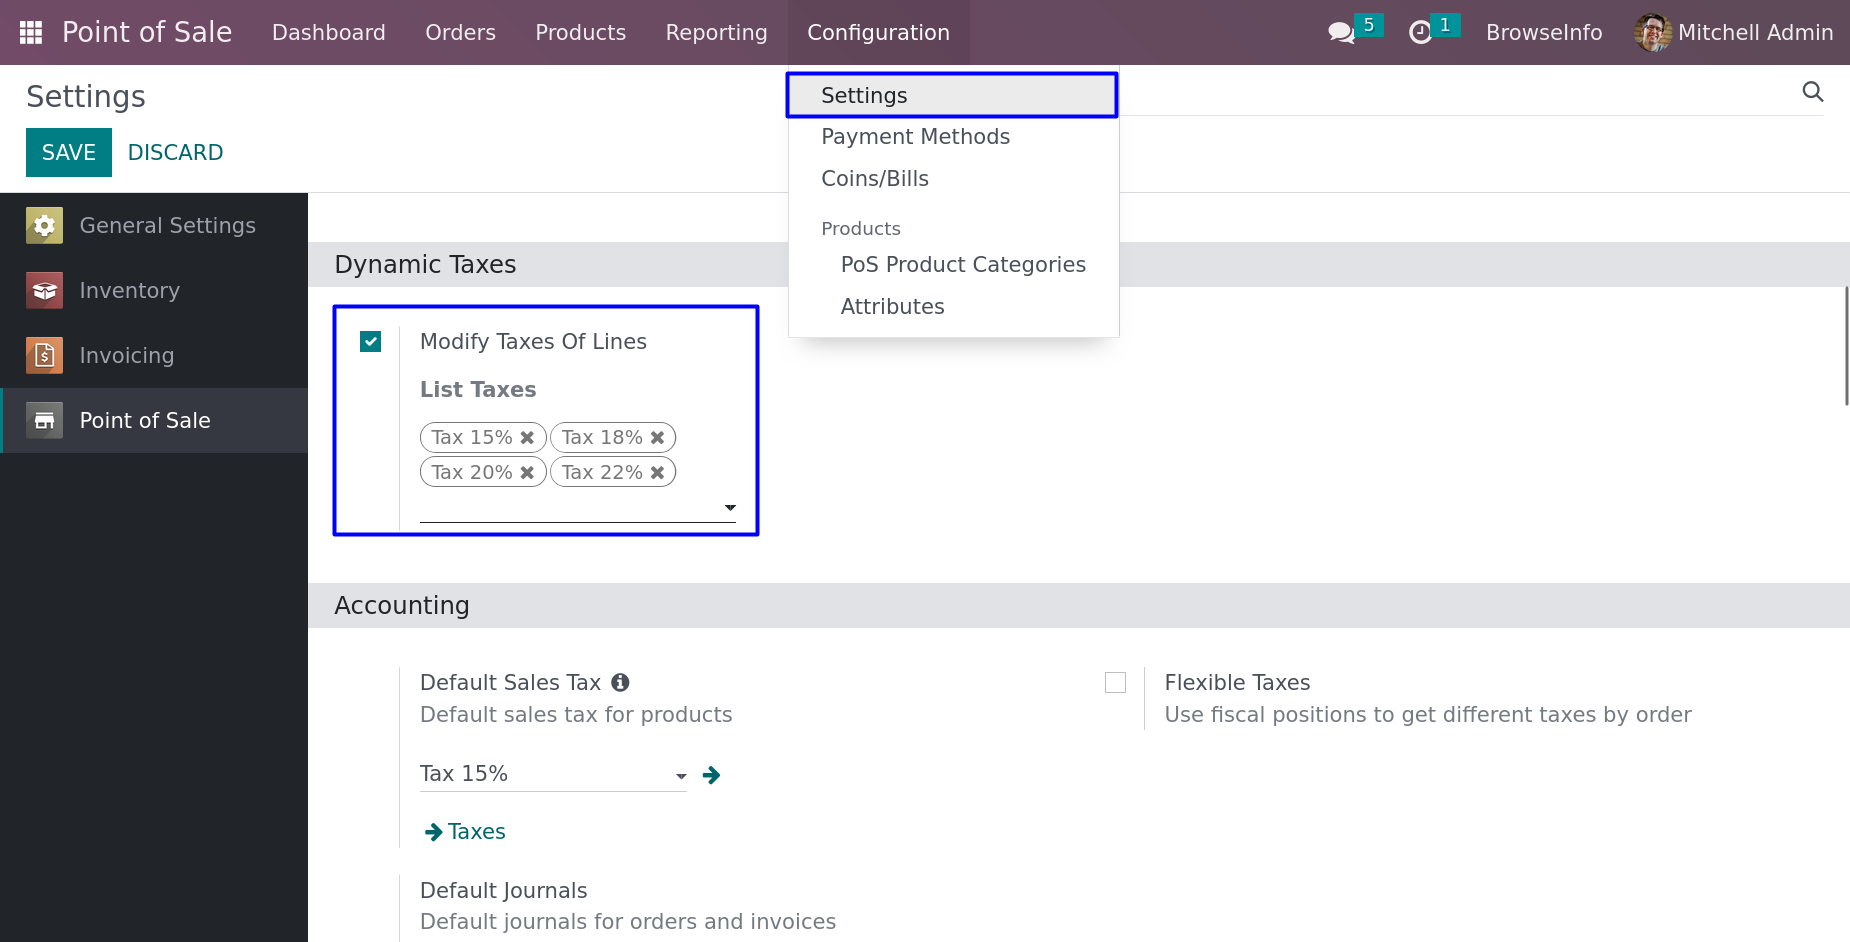 Point of Sale Dashboard Orders Products Reporting Configuration 5 1 BrowseInfo Mitchell Admin
Settings
SAVE DISCARD
Settings
Payment Methods
Coins/Bills
Products
PoS Product Categories
Attributes
General Settings
Inventory
Invoicing
Point of Sale
Dynamic Taxes
Modify Taxes Of Lines
List Taxes
Tax 15% Tax 18%
Tax 20% Tax 22%
Accounting
Default Sales Tax
Default sales tax for products
Tax 15%
Taxes
Flexible Taxes
Use fiscal positions to get different taxes by order
Default Journals
Default journals for orders and invoices